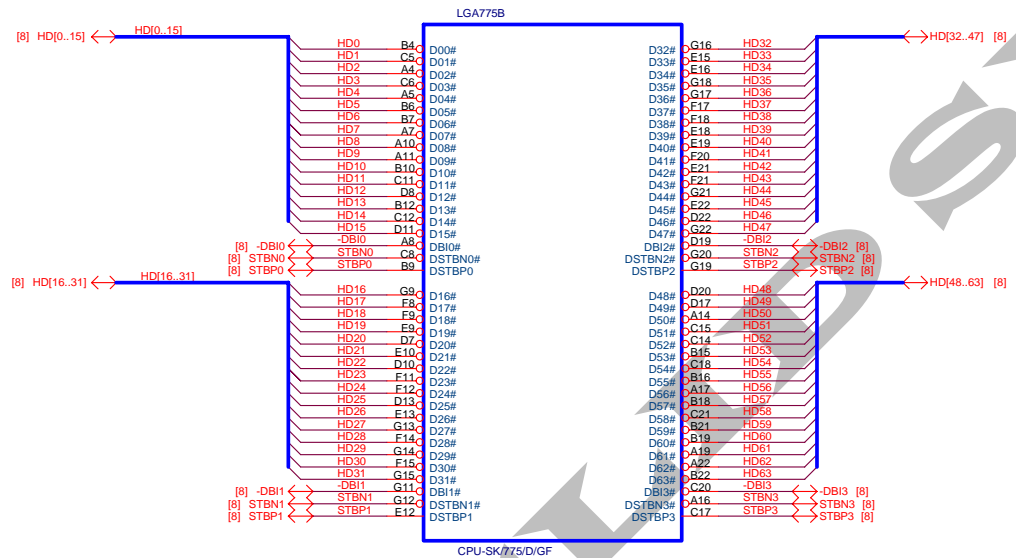 LGA775B
[8] HD[0..15] HD[0..15] HD[32..47] [8]
HD0 B4 D00# D32# G16 HD32
HD1 C5 D01# D33# E15 HD33
HD2 A4 D02# D34# E16 HD34
HD3 C6 D03# D35# G18 HD35
HD4 A5 D04# D36# G17 HD36
HD5 B6 D05# D37# F17 HD37
HD6 B7 D06# D38# F18 HD38
HD7 A7 D07# D39# E18 HD39
HD8 A10 D08# D40# E19 HD40
HD9 A11 D09# D41# F20 HD41
HD10 B10 D10# D42# E21 HD42
HD11 C11 D11# D43# F21 HD43
HD12 D8 D12# D44# G21 HD44
HD13 B12 D13# D45# E22 HD45
HD14 C12 D14# D46# D22 HD46
HD15 D11 D15# D47# G22 HD47
[8] -DBI0 -DBI0 A8 DBI0# DBI2# D19 -DBI2 -DBI2 [8]
[8] STBN0 STBN0 C8 DSTBN0# DSTBN2# G20 STBN2 STBN2 [8]
[8] STBP0 STBP0 B9 DSTBP0 DSTBP2 G19 STBP2 STBP2 [8]
[8] HD[16..31] HD[16..31] HD[48..63] [8]
HD16 G9 D16# D48# D20 HD48
HD17 F8 D17# D49# D17 HD49
HD18 F9 D18# D50# A14 HD50
HD19 E9 D19# D51# C15 HD51
HD20 D7 D20# D52# C14 HD52
HD21 E10 D21# D53# B15 HD53
HD22 D10 D22# D54# C18 HD54
HD23 F11 D23# D55# B16 HD55
HD24 F12 D24# D56# A17 HD56
HD25 D13 D25# D57# B18 HD57
HD26 E13 D26# D58# C21 HD58
HD27 G13 D27# D59# B21 HD59
HD28 F14 D28# D60# B19 HD60
HD29 G14 D29# D61# A19 HD61
HD30 F15 D30# D62# A22 HD62
HD31 G15 D31# D63# B22 HD63
[8] -DBI1 -DBI1 G11 DBI1# DBI3# C20 -DBI3 -DBI3 [8]
[8] STBN1 STBN1 G12 DSTBN1# DSTBN3# A16 STBN3 STBN3 [8]
[8] STBP1 STBP1 E12 DSTBP1 DSTBP3 C17 STBP3 STBP3 [8]
CPU-SK/775/D/GF